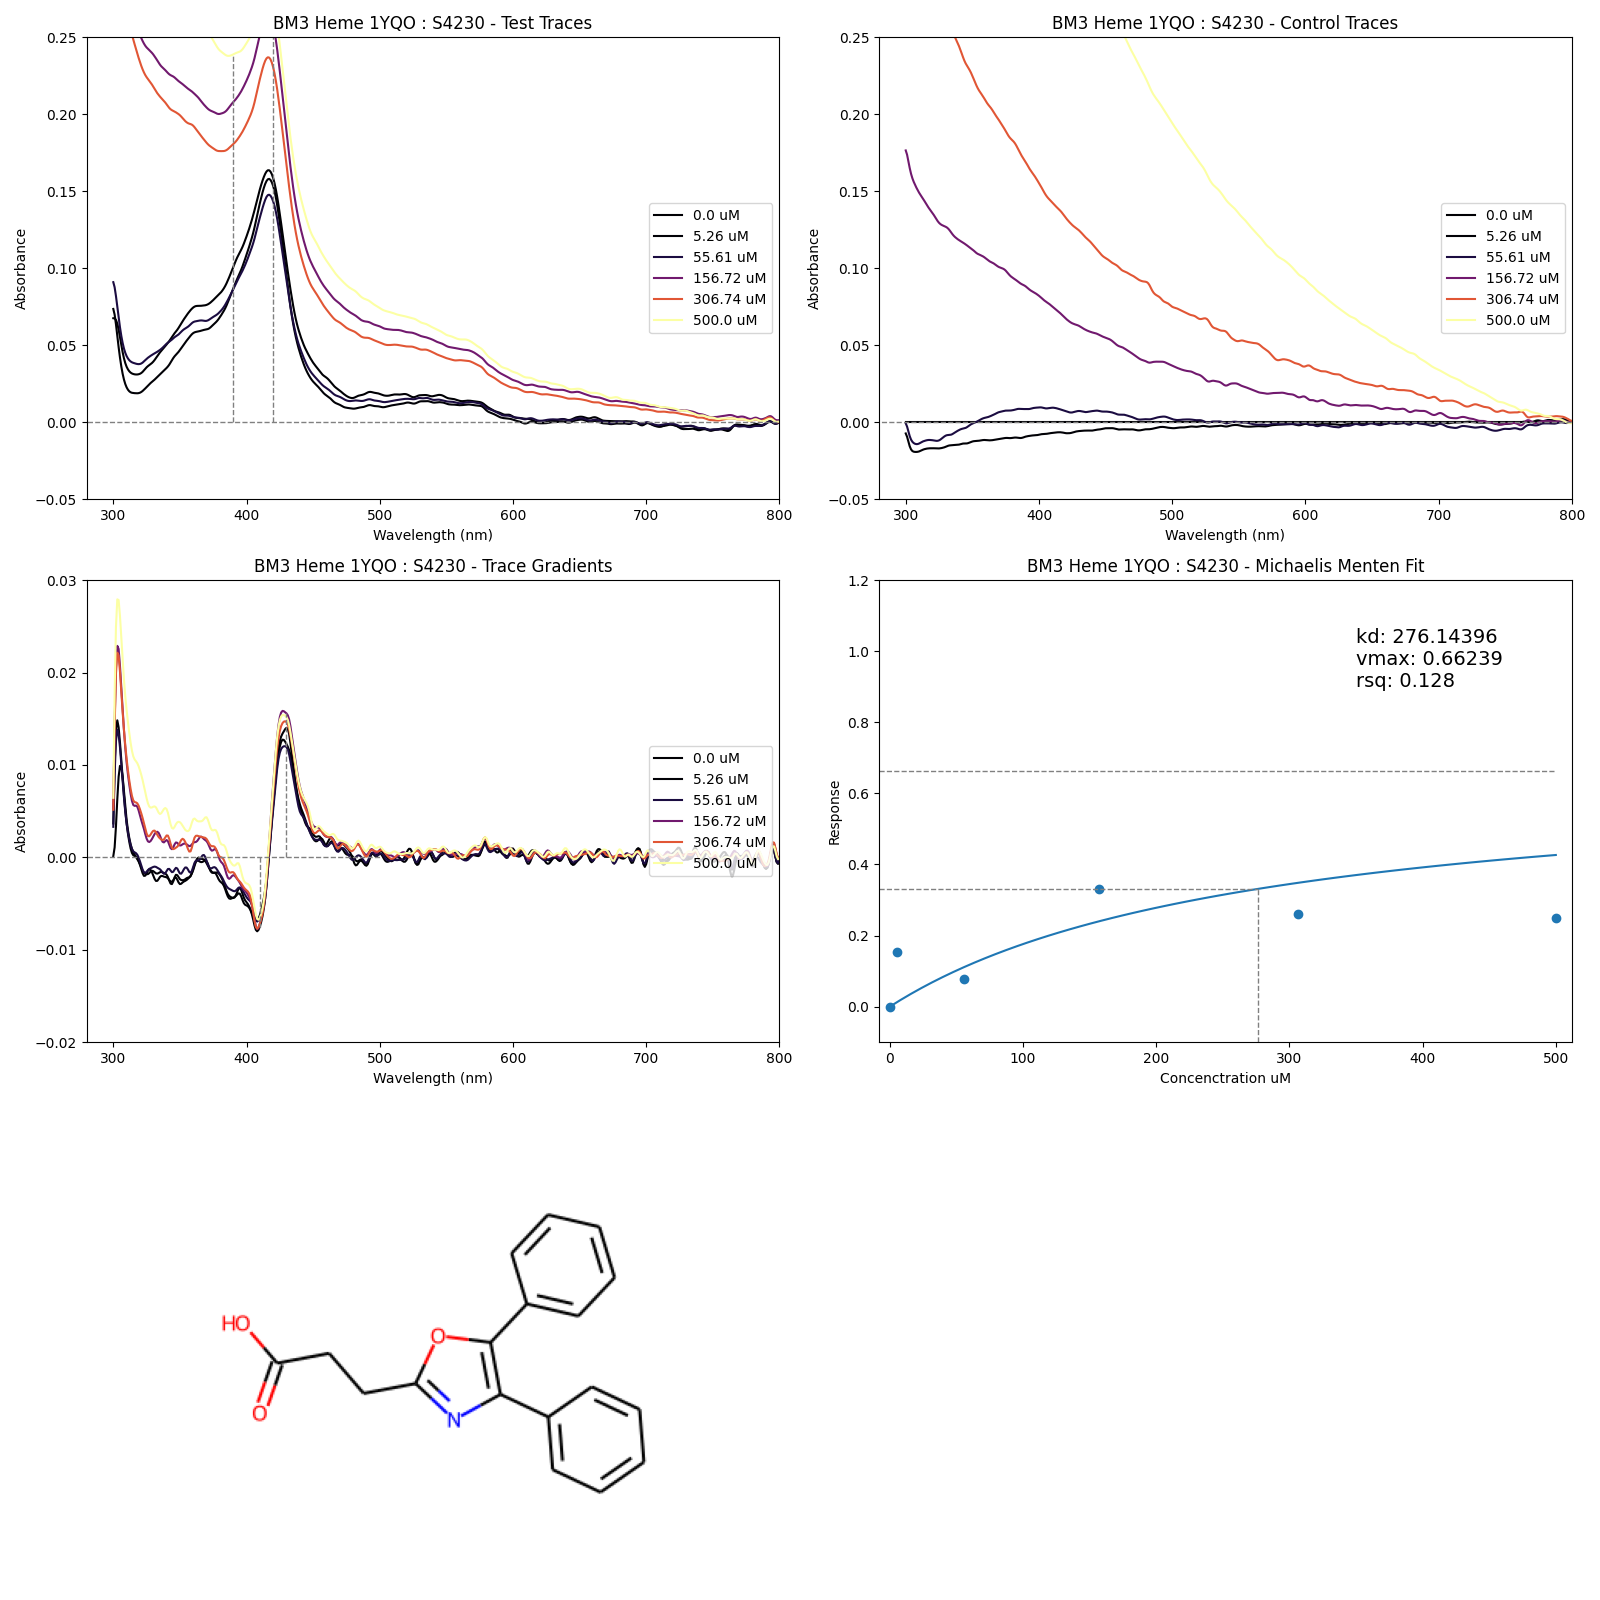 BM3 Heme 1YQO : S4230 - Test Traces
Absorbance
0.25
0.20
0.15
0.10
0.05
0.00
−0.05
300 400 500 600 700 800
Wavelength (nm)
0.0 uM
5.26 uM
55.61 uM
156.72 uM
306.74 uM
500.0 uM
BM3 Heme 1YQO : S4230 - Control Traces
Absorbance
0.25
0.20
0.15
0.10
0.05
0.00
−0.05
300 400 500 600 700 800
Wavelength (nm)
0.0 uM
5.26 uM
55.61 uM
156.72 uM
306.74 uM
500.0 uM
BM3 Heme 1YQO : S4230 - Trace Gradients
Absorbance
0.03
0.02
0.01
0.00
−0.01
−0.02
300 400 500 600 700 800
Wavelength (nm)
0.0 uM
5.26 uM
55.61 uM
156.72 uM
306.74 uM
500.0 uM
BM3 Heme 1YQO : S4230 - Michaelis Menten Fit
Response
1.2
1.0
0.8
0.6
0.4
0.2
0.0
0 100 200 300 400 500
Concenctration uM
kd: 276.14396
vmax: 0.66239
rsq: 0.128
HO
O
O
N